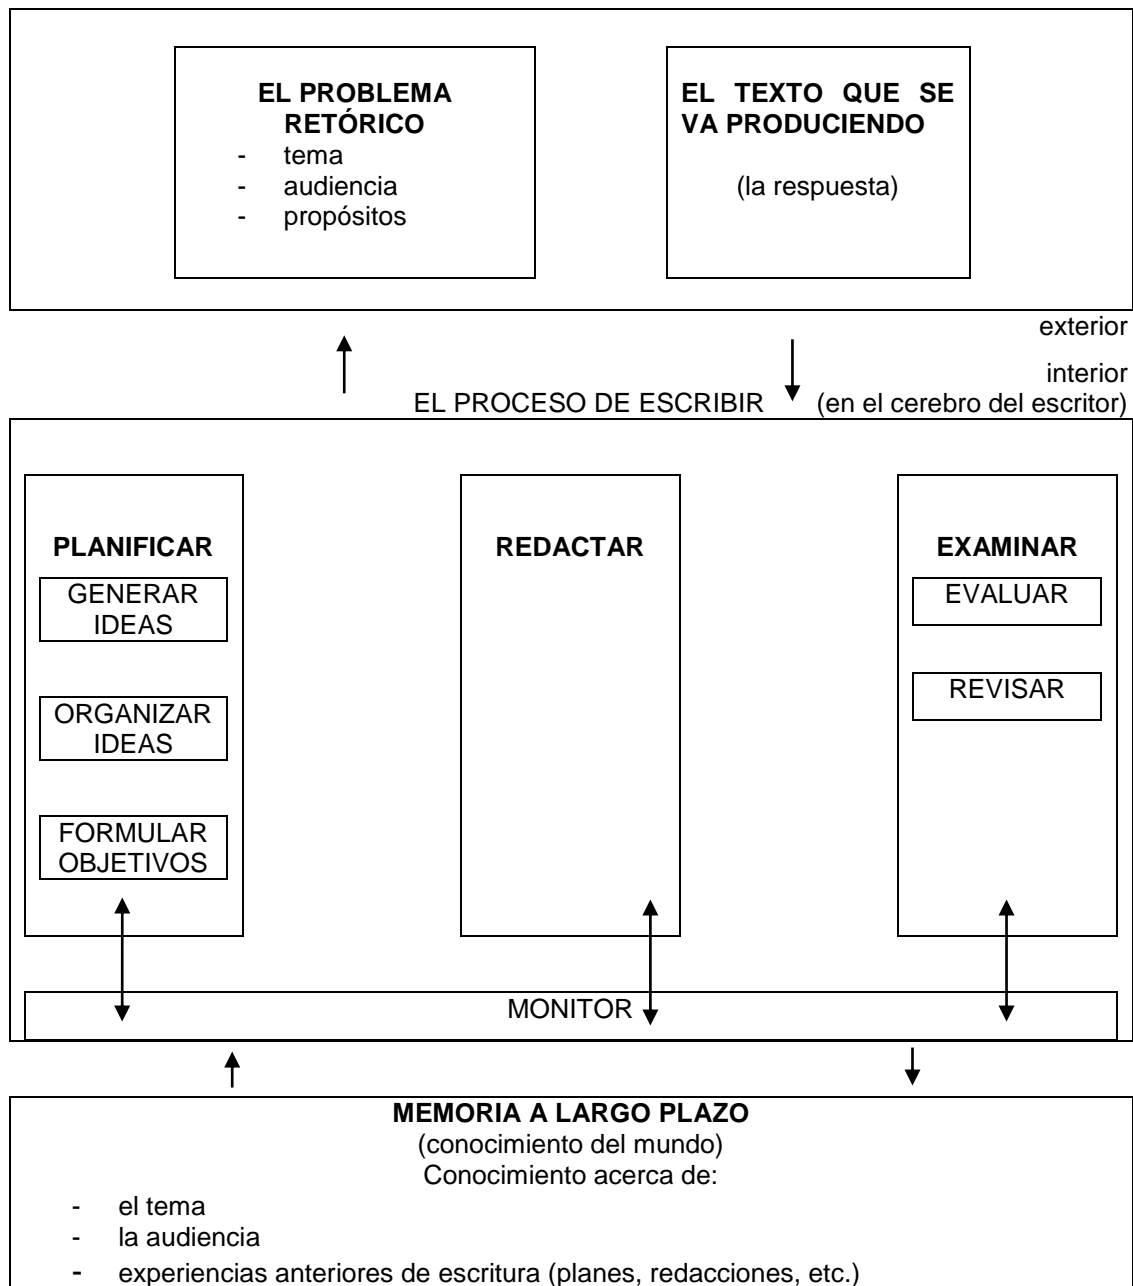 EL PROBLEMA
RETÓRICO
- tema
- audiencia
- propósitos
EL TEXTO QUE SE
VA PRODUCIENDO
(la respuesta)
exterior
interior
EL PROCESO DE ESCRIBIR (en el cerebro del escritor)
PLANIFICAR
GENERAR
IDEAS
ORGANIZAR
IDEAS
FORMULAR
OBJETIVOS
REDACTAR
EXAMINAR
EVALUAR
REVISAR
MONITOR
MEMORIA A LARGO PLAZO
(conocimiento del mundo)
Conocimiento acerca de:
- el tema
- la audiencia
- experiencias anteriores de escritura (planes, redacciones, etc.)